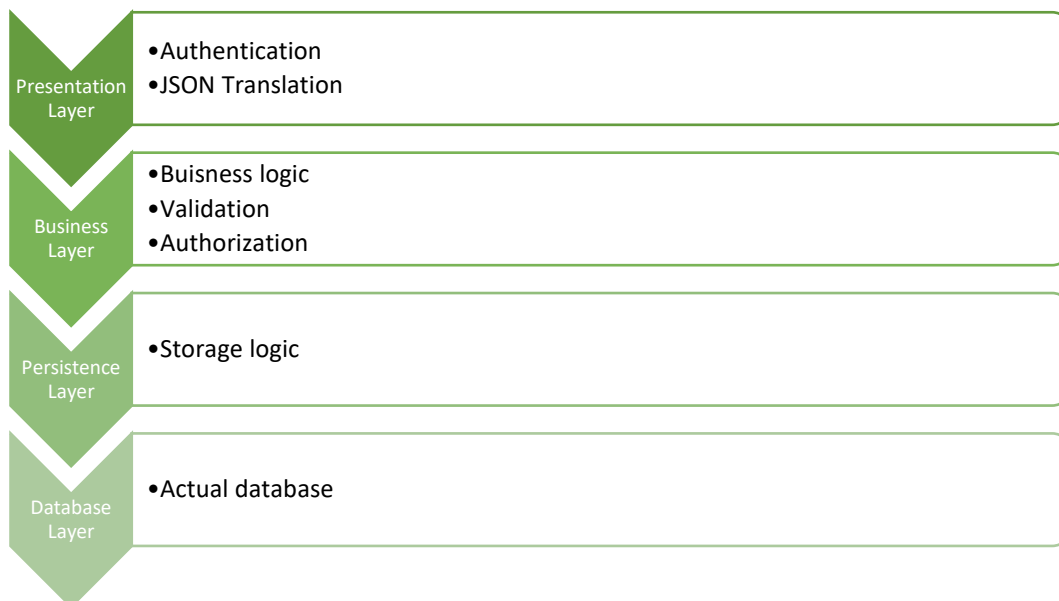 Presentation
Layer
•Authentication
•JSON Translation
Business
Layer
•Buisness logic
•Validation
•Authorization
Persistence
Layer
•Storage logic
Database
Layer
•Actual database